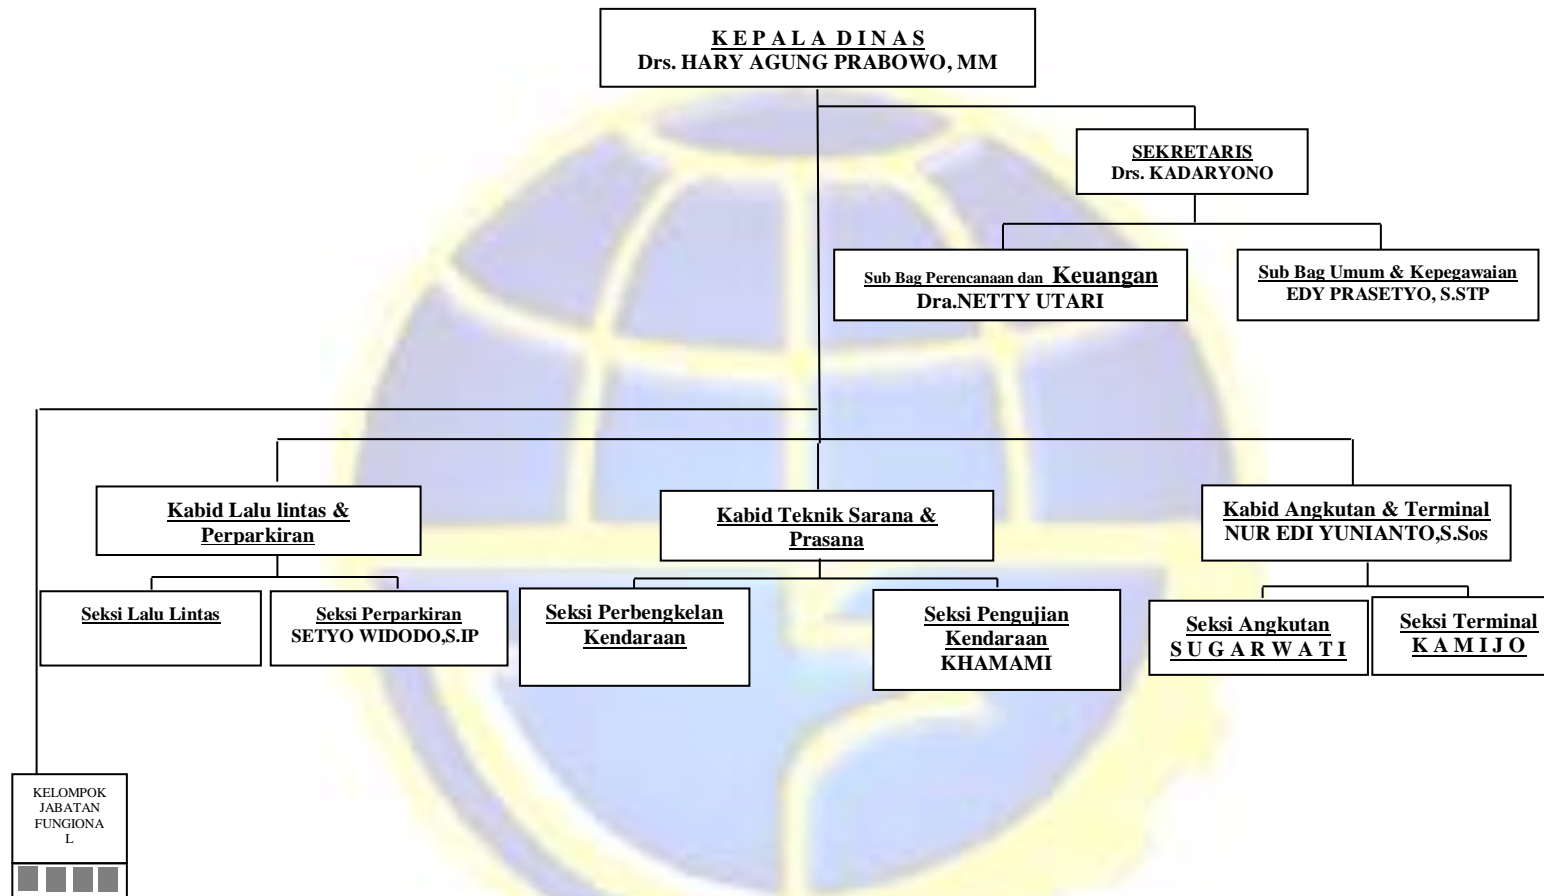 K E P A L A  D I N A S
Drs. HARY AGUNG PRABOWO, MM
SEKRETARIS
Drs. KADARYONO
Sub Bag Perencanaan dan Keuangan
Dra.NETTY UTARI
Sub Bag Umum & Kepegawaian
EDY PRASETYO, S.STP
Kabid Lalu lintas &
Perparkiran
Kabid Teknik Sarana &
Prasana
Kabid Angkutan & Terminal
NUR EDI YUNIANTO,S.Sos
Seksi Lalu Lintas
Seksi Perparkiran
SETYO WIDODO,S.IP
Seksi Perbengkelan
Kendaraan
Seksi Pengujian
Kendaraan
KHAMAMI
Seksi Angkutan
S U G A R W A T I
Seksi Terminal
K A M I J O
KELOMPOK
JABATAN
FUNGIONA
L